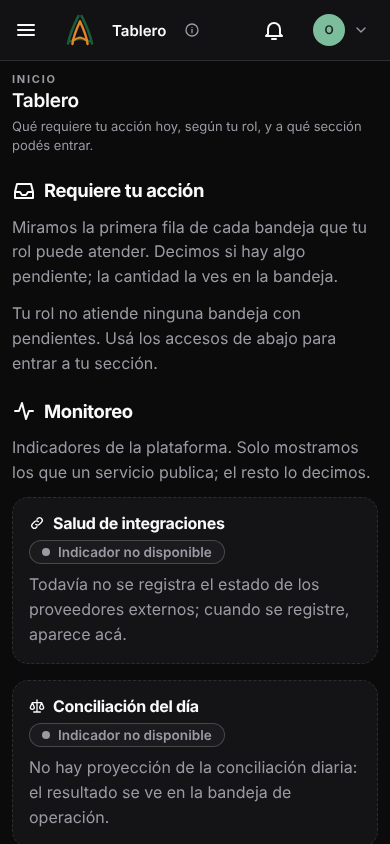 Tablero
O
INICIO
Tablero
Qué requiere tu acción hoy, según tu rol, y a qué sección
podés entrar.
Requiere tu acción
Miramos la primera fila de cada bandeja que tu
rol puede atender. Decimos si hay algo
pendiente; la cantidad la ves en la bandeja.
Tu rol no atiende ninguna bandeja con
pendientes. Usá los accesos de abajo para
entrar a tu sección.
Monitoreo
Indicadores de la plataforma. Solo mostramos
los que un servicio publica; el resto lo decimos.
Salud de integraciones
Indicador no disponible
Todavía no se registra el estado de los
proveedores externos; cuando se registre,
aparece acá.
Conciliación del día
Indicador no disponible
No hay proyección de la conciliación diaria:
el resultado se ve en la bandeja de
operación.